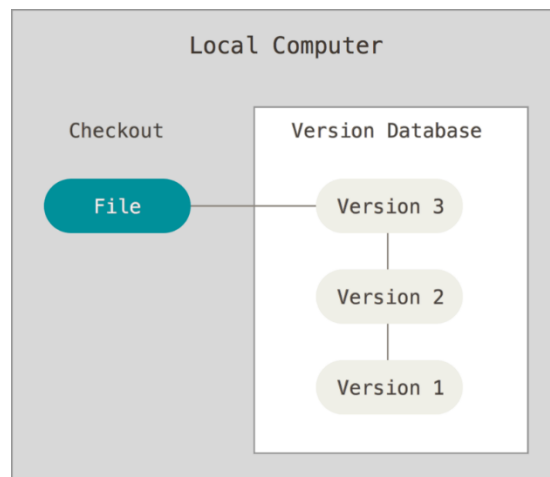 Local Computer
Checkout
Version Database
File
Version 3
Version 2
Version 1